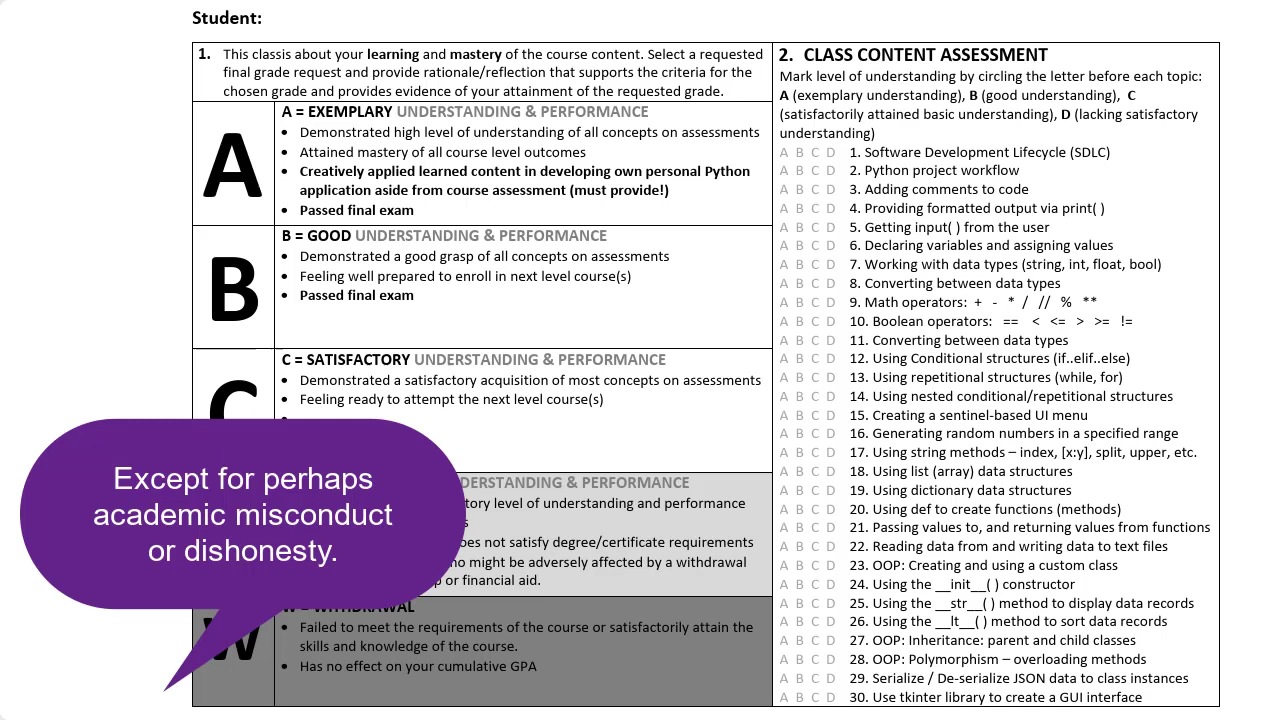 Student:
1. This classis about your learning and mastery of the course content. Select a requested
final grade request and provide rationale/reflection that supports the criteria for the
chosen grade and provides evidence of your attainment of the requested grade.
A
A = EXEMPLARY UNDERSTANDING & PERFORMANCE
• Demonstrated high level of understanding of all concepts on assessments
• Attained mastery of all course level outcomes
• Creatively applied learned content in developing own personal Python
application aside from course assessment (must provide!)
• Passed final exam
B
B = GOOD UNDERSTANDING & PERFORMANCE
• Demonstrated a good grasp of all concepts on assessments
• Feeling well prepared to enroll in next level course(s)
• Passed final exam
C
C = SATISFACTORY UNDERSTANDING & PERFORMANCE
• Demonstrated a satisfactory acquisition of most concepts on assessments
• Feeling ready to attempt the next level course(s)
& PERFORMANCE
level of understanding and performance
not satisfy degree/certificate requirements
might be adversely affected by a withdrawal
or financial aid.
W
W = WITHDRAWAL
• Failed to meet the requirements of the course or satisfactorily attain the
skills and knowledge of the course.
• Has no effect on your cumulative GPA
Except for perhaps
academic misconduct
or dishonesty.
2. CLASS CONTENT ASSESSMENT
Mark level of understanding by circling the letter before each topic:
A (exemplary understanding), B (good understanding), C
(satisfactorily attained basic understanding), D (lacking satisfactory
understanding)
A B C D 1. Software Development Lifecycle (SDLC)
A B C D 2. Python project workflow
A B C D 3. Adding comments to code
A B C D 4. Providing formatted output via print( )
A B C D 5. Getting input( ) from the user
A B C D 6. Declaring variables and assigning values
A B C D 7. Working with data types (string, int, float, bool)
A B C D 8. Converting between data types
A B C D 9. Math operators: + - * / // % **
A B C D 10. Boolean operators: == < <= > >= !=
A B C D 11. Converting between data types
A B C D 12. Using Conditional structures (if..elif..else)
A B C D 13. Using repetitional structures (while, for)
A B C D 14. Using nested conditional/repetitional structures
A B C D 15. Creating a sentinel-based UI menu
A B C D 16. Generating random numbers in a specified range
A B C D 17. Using string methods – index, [x:y], split, upper, etc.
A B C D 18. Using list (array) data structures
A B C D 19. Using dictionary data structures
A B C D 20. Using def to create functions (methods)
A B C D 21. Passing values to, and returning values from functions
A B C D 22. Reading data from and writing data to text files
A B C D 23. OOP: Creating and using a custom class
A B C D 24. Using the __init__( ) constructor
A B C D 25. Using the __str__( ) method to display data records
A B C D 26. Using the __lt__( ) method to sort data records
A B C D 27. OOP: Inheritance: parent and child classes
A B C D 28. OOP: Polymorphism – overloading methods
A B C D 29. Serialize / De-serialize JSON data to class instances
A B C D 30. Use tkinter library to create a GUI interface